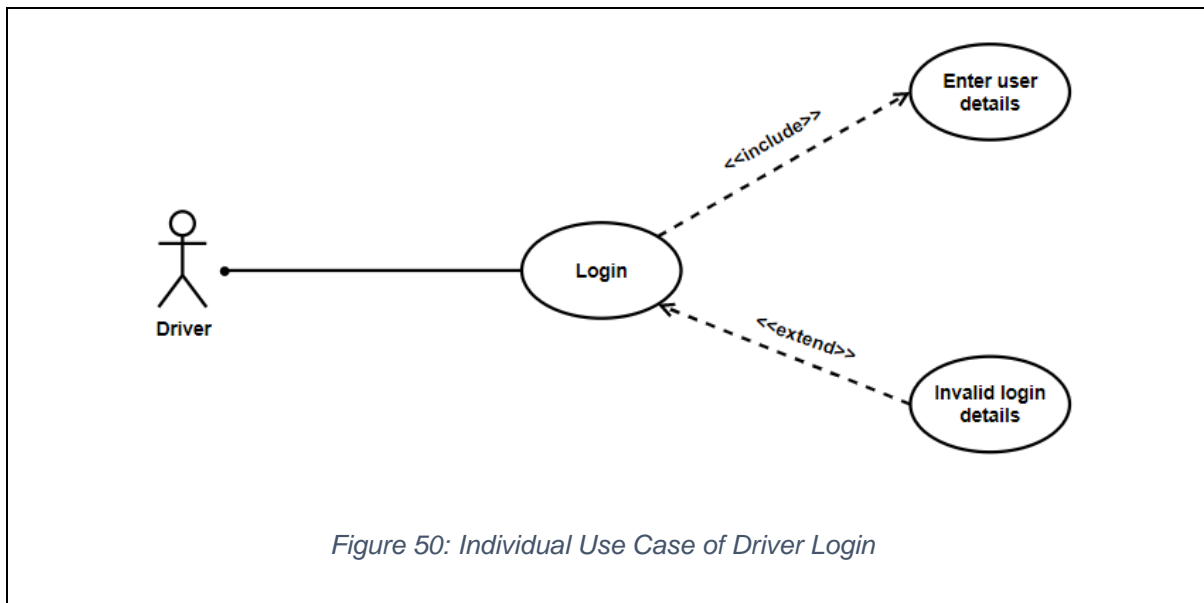 Enter user
details
<<include>>
Login
Driver
<<extend>>
Invalid login
details
Figure 50: Individual Use Case of Driver Login